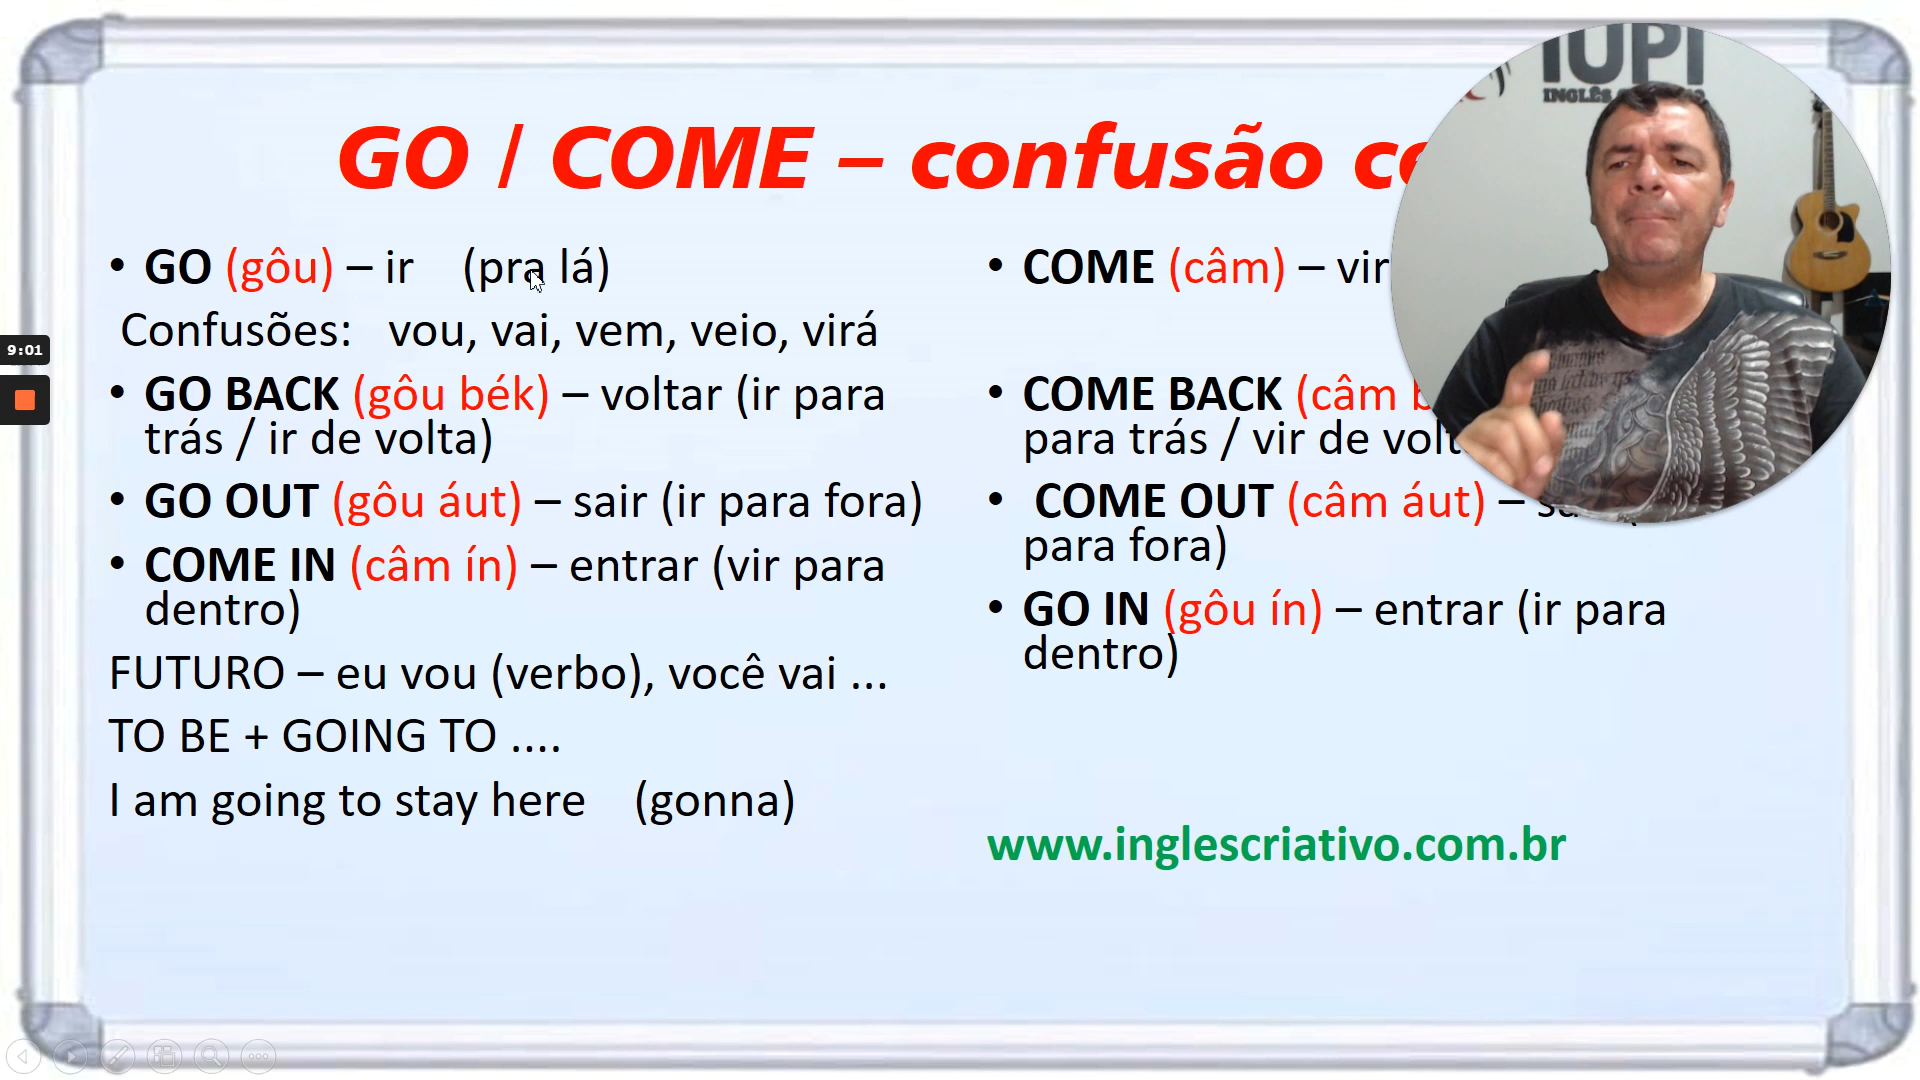 IUPI
GO / COME – confusão
9:01
• GO (gôu) – ir (pra lá)
Confusões: vou, vai, vem, veio, virá
• GO BACK (gôu bék) – voltar (ir para
trás / ir de volta)
• GO OUT (gôu áut) – sair (ir para fora)
• COME IN (câm ín) – entrar (vir para
dentro)
FUTURO – eu vou (verbo), você vai ...
TO BE + GOING TO ....
I am going to stay here (gonna)
• COME (câm) – vir
• COME BACK (câm
para trás / vir de
• COME OUT (câm áut) –
para fora)
• GO IN (gôu ín) – entrar (ir para
dentro)
www.inglescriativo.com.br